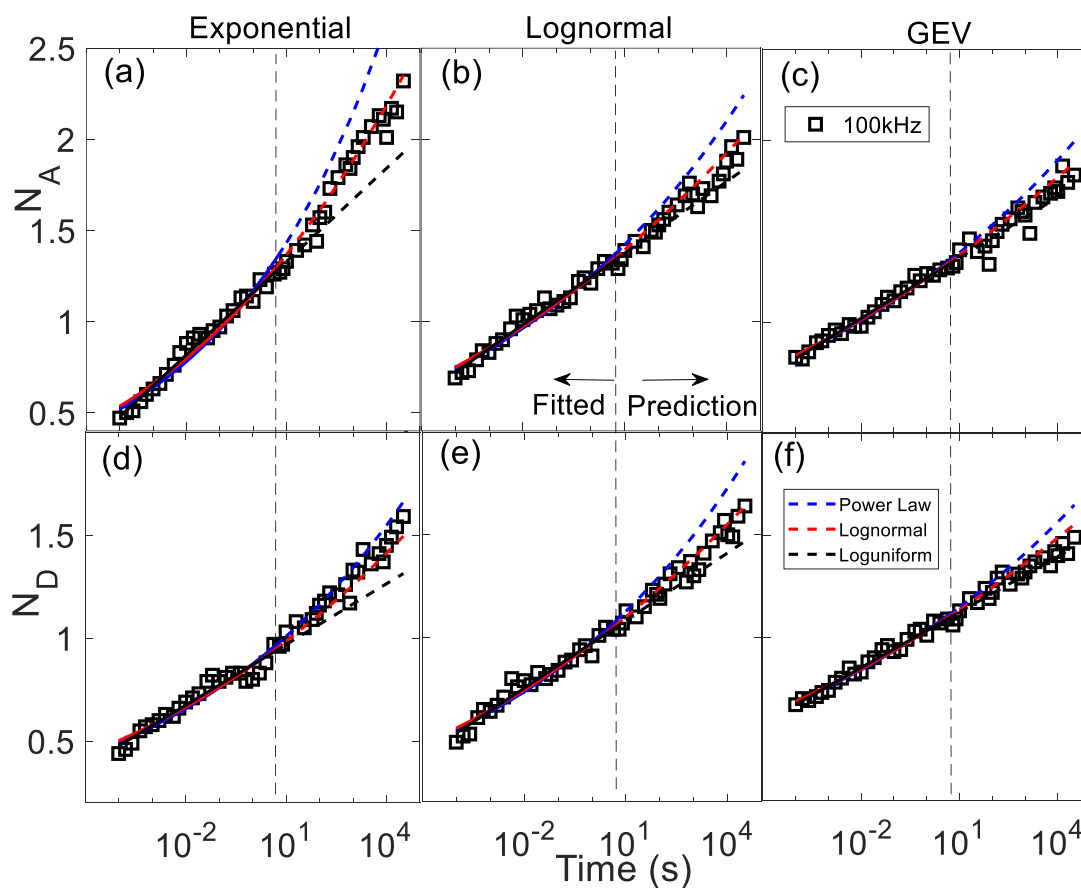 Exponential Lognormal GEV
(a) (b) (c)
2.5
2
1.5
1
0.5
N_A
100kHz
Fitted Prediction
(d) (e) (f)
1.5
1
0.5
N_D
Power Law
Lognormal
Loguniform
10^-2 10^1 10^4 10^-2 10^1 10^4 10^-2 10^1 10^4
Time (s)